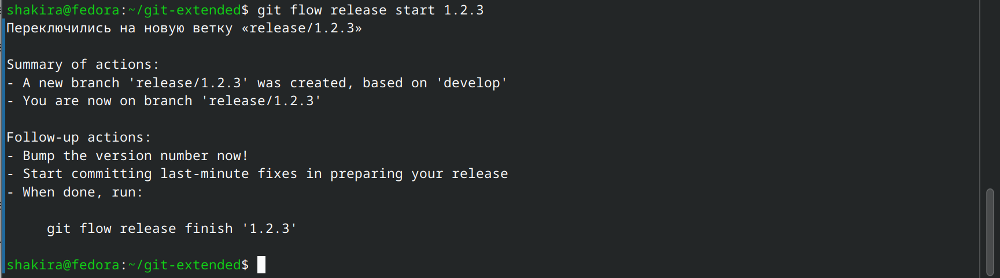 shakira@fedora:~/git-extended$ git flow release start 1.2.3
Переключились на новую ветку «release/1.2.3»
Summary of actions:
- A new branch 'release/1.2.3' was created, based on 'develop'
- You are now on branch 'release/1.2.3'
Follow-up actions:
- Bump the version number now!
- Start committing last-minute fixes in preparing your release
- When done, run:
git flow release finish '1.2.3'
shakira@fedora:~/git-extended$